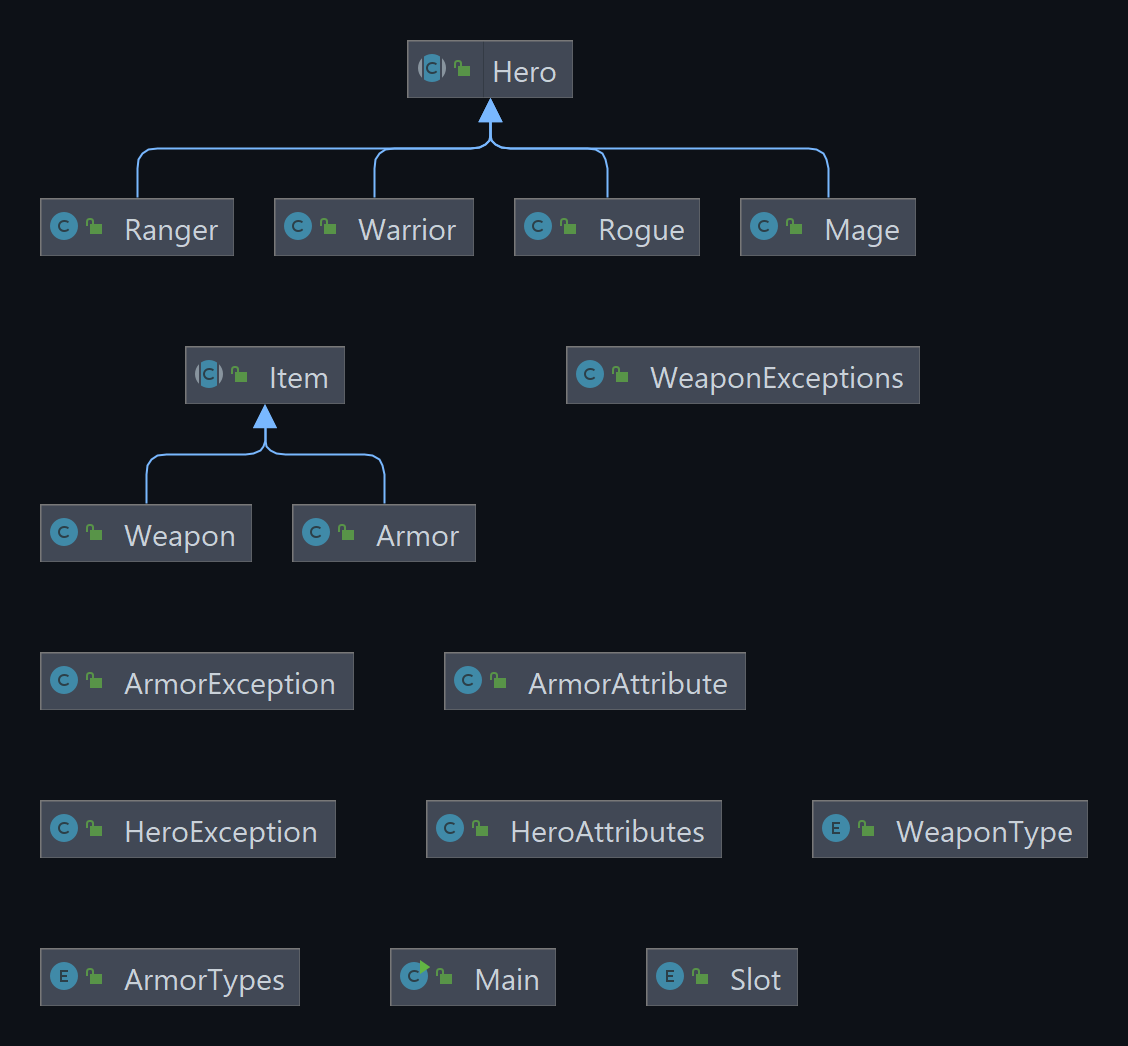 C Hero
C Ranger
C Warrior
C Rogue
C Mage
C Item
C WeaponExceptions
C Weapon
C Armor
C ArmorException
C ArmorAttribute
C HeroException
C HeroAttributes
E WeaponType
E ArmorTypes
C Main
E Slot